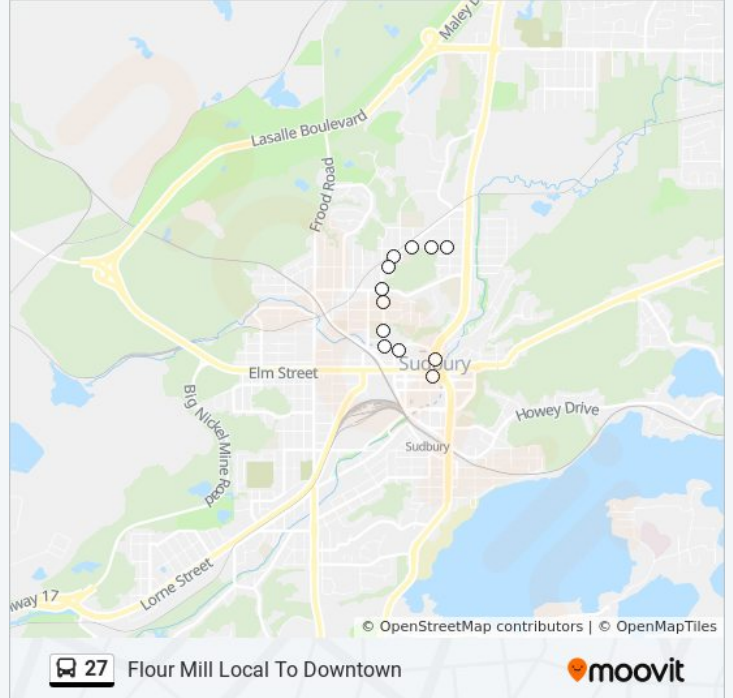 Maley D
Lasalle Boulevard
Frood Road
Sudbury
Elm Street
Big Nickel Mine Road
Howey Drive
Sudbury
Lorne Street
hway 17
© OpenStreetMap contributors | © OpenMapTiles
27 Flour Mill Local To Downtown
moovit